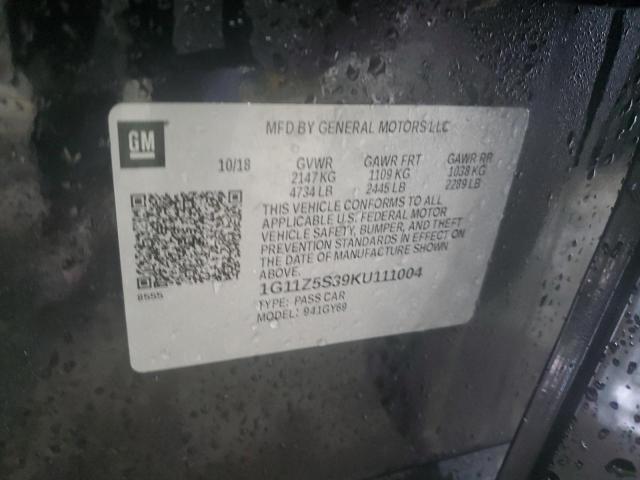 GM
MFD BY GENERAL MOTORS LLC
10/18 GVWR GAWR FRT GAWR RR
2147 KG 1109 KG 1038 KG
4734 LB 2445 LB 2289 LB
THIS VEHICLE CONFORMS TO ALL
APPLICABLE U.S. FEDERAL MOTOR
VEHICLE SAFETY, BUMPER, AND THEFT
PREVENTION STANDARDS IN EFFECT ON
THE DATE OF MANUFACTURE SHOWN
ABOVE.
8555
1G11Z5S39KU111004
TYPE: PASS CAR
MODEL: 941GY69